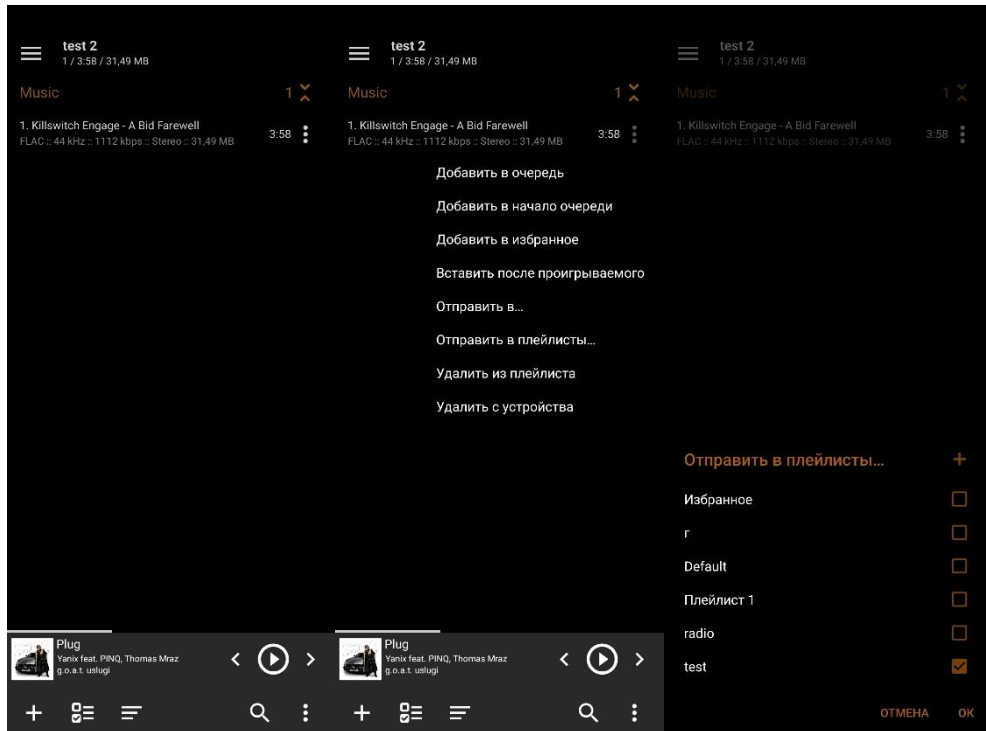 test 2
1 / 3:58 / 31,49 MB
Music 1
1. Killswitch Engage - A Bid Farewell
FLAC :: 44 kHz :: 1112 kbps :: Stereo :: 31,49 MB
3:58
Plug
Yanix feat. PINQ, Thomas Mraz
g.o.a.t. uslugi
test 2
1 / 3:58 / 31,49 MB
Music 1
1. Killswitch Engage - A Bid Farewell
FLAC :: 44 kHz :: 1112 kbps :: Stereo :: 31,49 MB
3:58
Добавить в очередь
Добавить в начало очереди
Добавить в избранное
Вставить после проигрываемого
Отправить в...
Отправить в плейлисты...
Удалить из плейлиста
Удалить с устройства
Plug
Yanix feat. PINQ, Thomas Mraz
g.o.a.t. uslugi
test 2
1 / 3:58 / 31,49 MB
Music 1
1. Killswitch Engage - A Bid Farewell
FLAC :: 44 kHz :: 1112 kbps :: Stereo :: 31,49 MB
3:58
Отправить в плейлисты...
Избранное
г
Default
Плейлист 1
radio
test
ОТМЕНА ОК